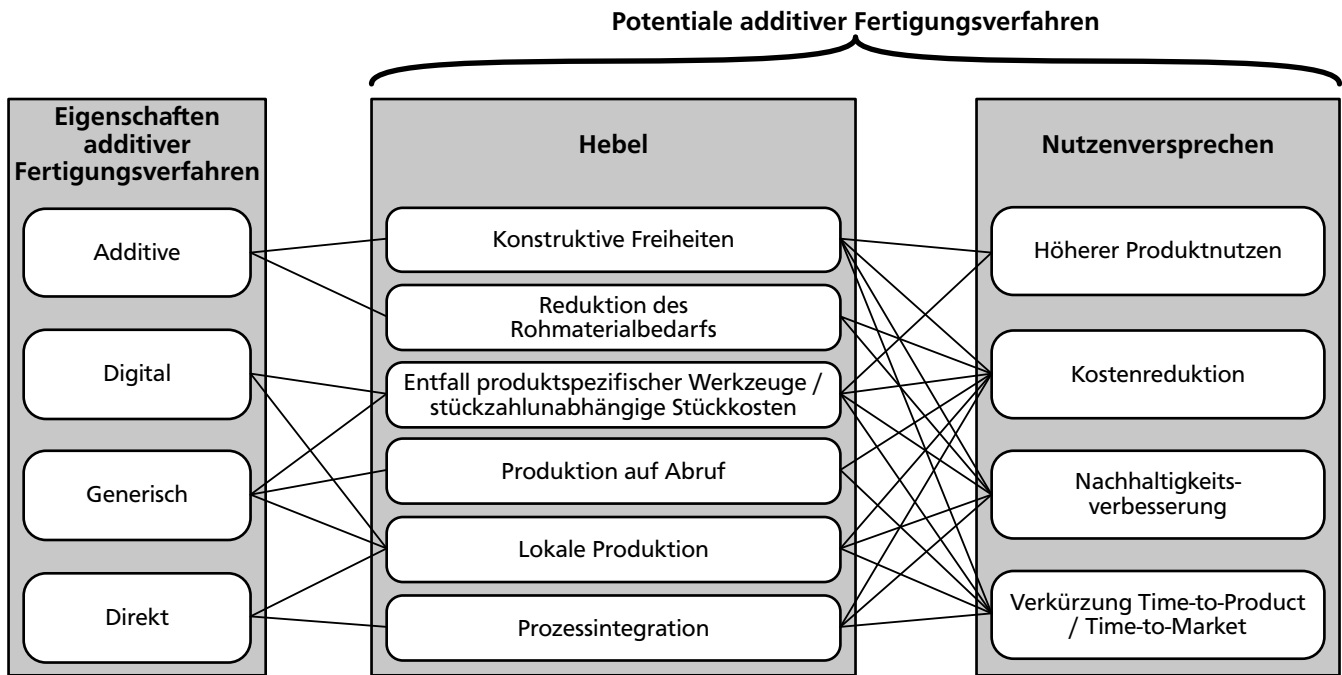 Potentiale additiver Fertigungsverfahren
Eigenschaften
additiver
Fertigungsverfahren
Additive
Digital
Generisch
Direkt
Hebel
Konstruktive Freiheiten
Reduktion des
Rohmaterialbedarfs
Entfall produktspezifischer Werkzeuge /
stückzahlunabhängige Stückkosten
Produktion auf Abruf
Lokale Produktion
Prozessintegration
Nutzenversprechen
Höherer Produktnutzen
Kostenreduktion
Nachhaltigkeits-
verbesserung
Verkürzung Time-to-Product
/ Time-to-Market